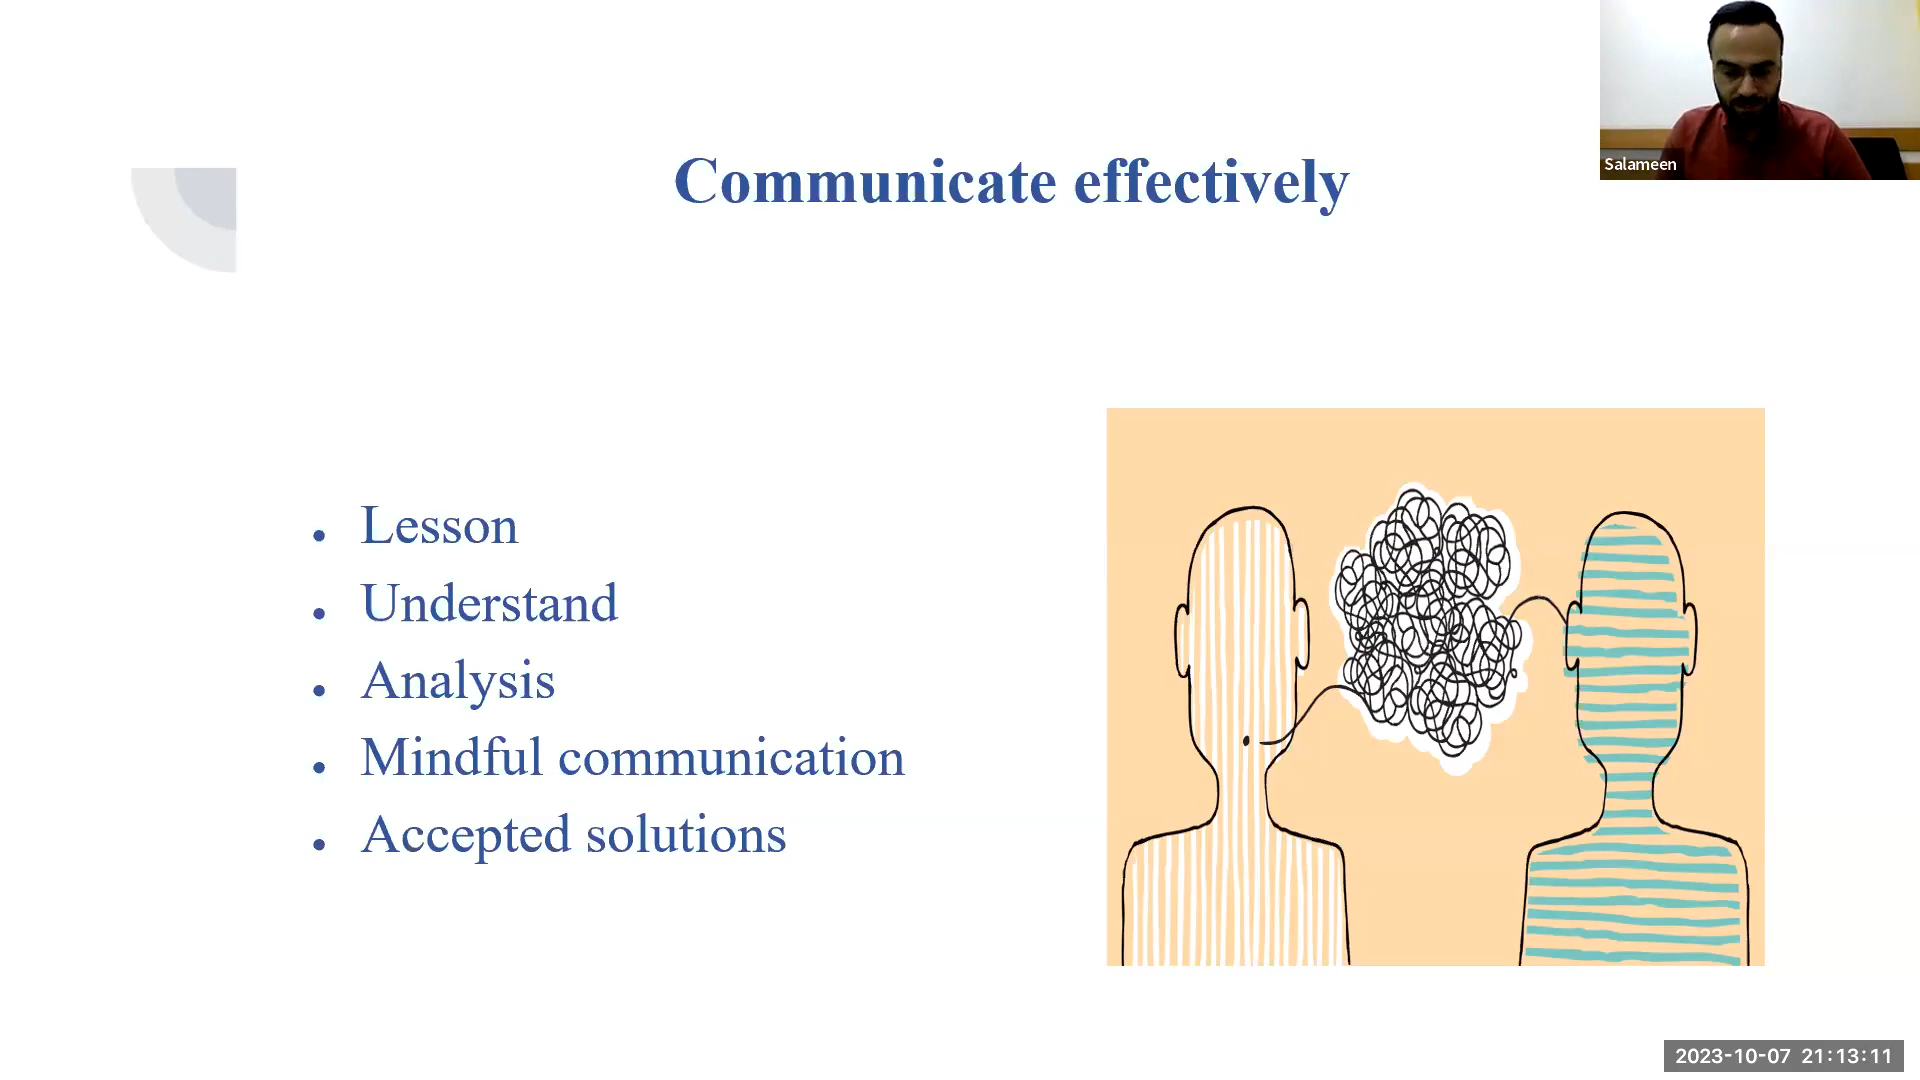 Salameen
Communicate effectively
Lesson
Understand
Analysis
Mindful communication
Accepted solutions
2023-10-07 21:13:11